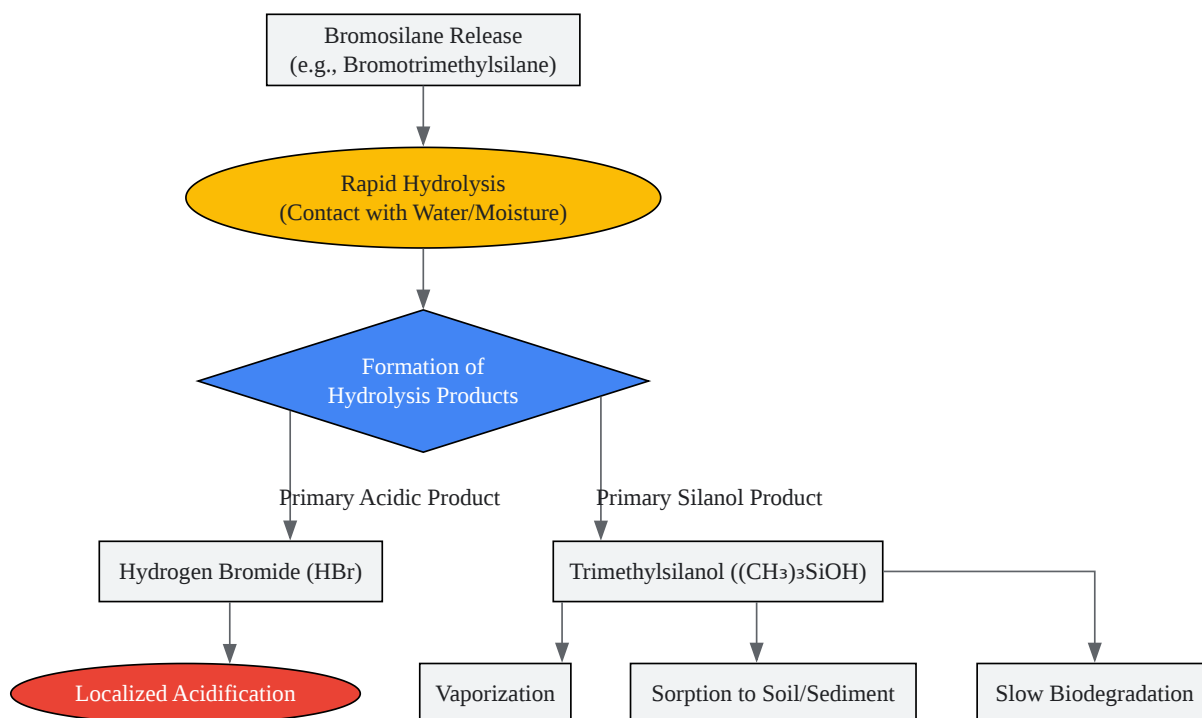 Bromosilane Release
(e.g., Bromotrimethylsilane)
Rapid Hydrolysis
(Contact with Water/Moisture)
Formation of
Hydrolysis Products
Primary Acidic Product
Primary Silanol Product
Hydrogen Bromide (HBr)
Trimethylsilanol ((CH₃)₃SiOH)
Localized Acidification
Vaporization
Sorption to Soil/Sediment
Slow Biodegradation